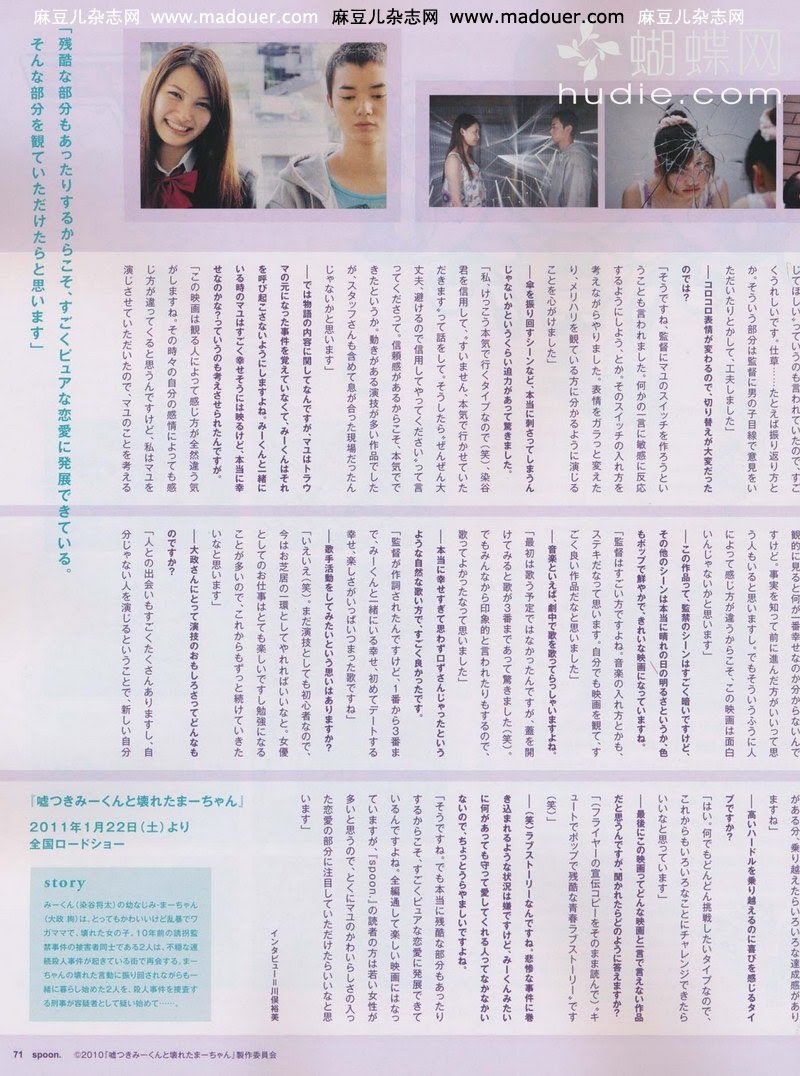 麻豆儿杂志网 www.madouer.com 麻豆儿杂志网 www.madouer.com 麻豆儿杂志网
蝴蝶网
hudie.com
「残酷な部分もあったりするからこそ、すごくピュアな恋愛に発展できている。
そんな部分を観ていただけたらと思います」
じてほしい。っていうのも言われていたので、すご
くうれしいです。仕草……たとえば振り返り方と
か。そういう部分は監督に男の子目線で意見をい
ただいたりとかして、工夫しました」
――コロコロ表情が変わるので、切り替えが大変だった
のでは?
「そうですね、監督にマユのスイッチを作ろうとい
うことも言われました。何かの一言に敏感に反応
するようにしよう、とか。そのスイッチの入れ方を
考えながらやりました。表情をガラっと変えた
り、メリハリを観ている方に分かるように演じる
ことを心がけました」
――傘を振り回すシーンなど、本当に刺さってしまうん
じゃないかというくらい迫力があって驚きました。
「私、けっこう本気で行くタイプなので(笑)、染谷
君を信用して、“すいません、本気で行かせていた
だきます”って話をして。そうしたら“ぜんぜん大
丈夫、避けるので信用してやってください”って言
ってくださって。信頼感があるからこそ、本気でで
きたというか。動きがある演技が多い作品でした
が、スタッフさんも含めて息が合った現場だったん
じゃないかと思います」
――では物語の内容に関してなんですが、マユはトラウ
マの元になった事件を覚えていなくて、みーくんはそれ
を呼び起こさないようにしますよね。みーくんと一緒に
いる時のマユはすごく幸せそうには映るけど、本当に幸
せなのかな?っていうのも考えさせられたんですが。
「この映画は観る人によって感じ方が全然違う気
がしますね。その時々の自分の感情によっても感
じ方が違ってくると思うんですけど、私はマユを
演じさせていただいたので、マユのことを考える
観的に見ると何が一番幸せなのか分からないんで
すけど。事実を知って前に進んだ方がいいって思
う人もいると思いますし。でもそういうふうに人
によって感じ方が違うからこそ、この映画は面白
いんじゃないかと思います」
――この作品って、監禁のシーンはすごく暗いですけど、
その他のシーンは本当に晴れの日の明るさというか、色
もポップで鮮やかで、きれいな映画になっていますね。
「監督はすごい方ですよね。音楽の入れ方とかも、
ステキだなって思います。自分でも映画を観て、す
ごく良い作品だなと思いました」
――音楽といえば、劇中で歌を歌ってらっしゃいますよね。
「最初は歌う予定ではなかったんですが、蓋を開
けてみると歌が3番まであって驚きました(笑)。
でもみんなから印象的と言われたりもするので、
歌ってよかったなって思いました」
――本当に幸せすぎて思わず口ずさんじゃったという
ような自然な歌い方で、すごく良かったです。
「監督が作詞されたんですけど、1番から3番ま
で、みーくんと一緒にいる幸せ、初めてデートする
幸せ、楽しさがいっぱいつまった歌ですね」
――歌手活動をしてみたいという思いはありますか?
「いえいえ(笑)。まだ演技としても初心者なので、
今はお芝居の一環としてやれればいいなと。女優
としてのお仕事はとても楽しいですし勉強になる
ことが多いので、これからもずっと続けていきた
いなと思います」
――大政さんにとって演技のおもしろさってどんなも
のですか?
「人との出会いもすごくたくさんありますし、自
分じゃない人を演じるということで、新しい自分
がある分、乗り越えたらいろいろな達成感があり
ますね」
――高いハードルを乗り越えるのに喜びを感じるタイ
プですか?
「はい。何でもどんどん挑戦したいタイプなので、
これからもいろいろなことにチャレンジできたら
いいなと思っています」
――最後にこの映画ってどんな映画と一言で言えない作品
だと思うんですが、聞かれたらどのように答えますか?
「(フライヤーの宣伝コピーをそのまま読んで)“キ
ュートでポップで残酷な青春ラブストーリー”です
(笑)」
――(笑)ラブストーリーなんですね。悲惨な事件に巻
き込まれるような状況は嫌ですけど、みーくんみたい
に何があっても守って愛してくれる人ってなかなかい
ないので、ちょっとうらやましいですよね。
「そうですね。でも本当に残酷な部分もあったり
するからこそ、すごくピュアな恋愛に発展できて
いるんですよね。全編通して楽しい映画にはなっ
ていますが、『spoon.』の読者の方は若い女性が
多いと思うので、とくにマユのかわいらしさの入っ
た恋愛の部分に注目していただけたらいいなと思
います」
インタビュー＝川俣裕美
『嘘つきみーくんと壊れたまーちゃん』
2011年1月22日(土)より
全国ロードショー
story
みーくん(染谷将太)の幼なじみ・まーちゃん
(大政 絢)は、とってもかわいいけど乱暴でワ
ガママで、壊れた女の子。10年前の誘拐監
禁事件の被害者同士である2人は、不穏な連
続殺人事件が起きている街で再会する。ま
ーちゃんの壊れた言動に振り回されながらも一
緒に暮らし始めた2人を、殺人事件を捜査す
る刑事が容疑者として疑い始めて……。
71 spoon. ©2010『嘘つきみーくんと壊れたまーちゃん』製作委員会